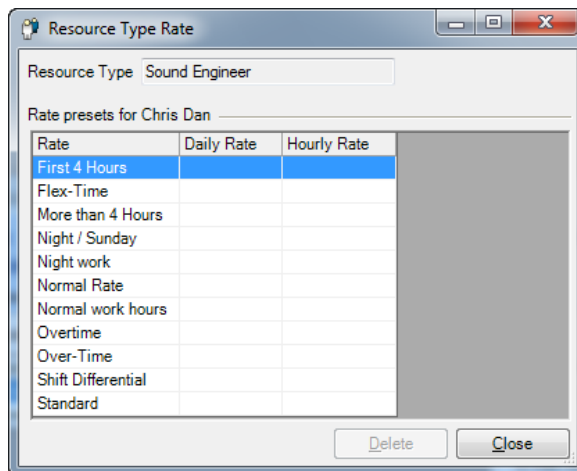 Resource Type Rate
Resource Type Sound Engineer
Rate presets for Chris Dan
Rate Daily Rate Hourly Rate
First 4 Hours
Flex-Time
More than 4 Hours
Night / Sunday
Night work
Normal Rate
Normal work hours
Overtime
Over-Time
Shift Differential
Standard
Delete Close